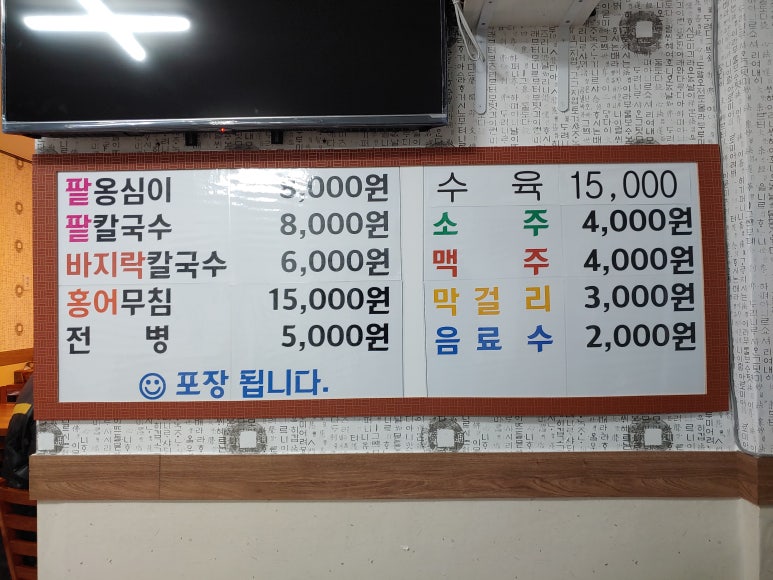 팥옹심이 ,000원
팥칼국수 8,000원
바지락칼국수 6,000원
홍어무침 15,000원
전 병 5,000원
포장 됩니다.
수 육 15,000
소 주 4,000원
맥 주 4,000원
막걸리 3,000원
음료수 2,000원